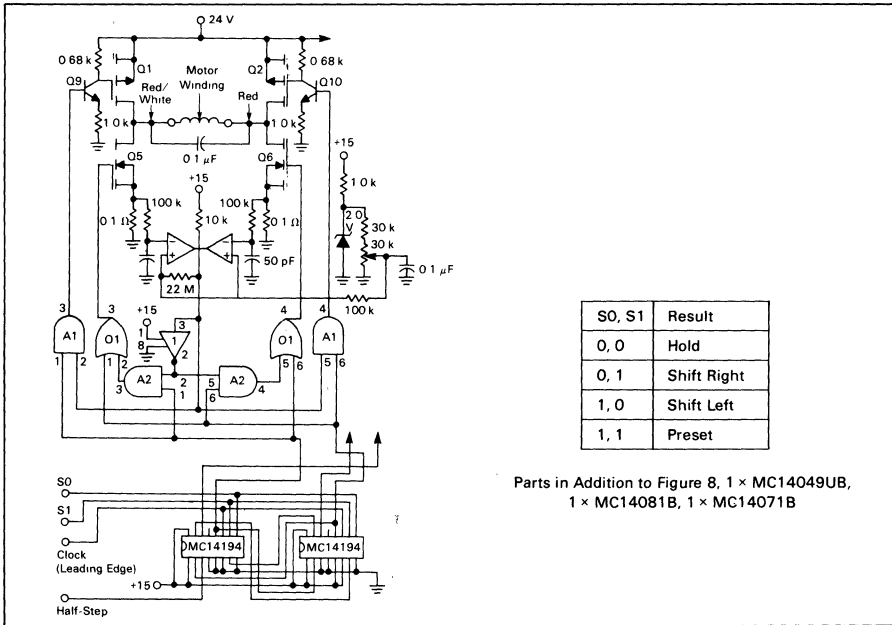 24 V
0 68 k
Q1
Q9
Motor
Winding
Q2
0 68 k
Q10
Red/
White
Red
1 0 k
1 0 k
0 1 μF
Q5
Q6
+15
+15
1 0 k
100 k
100 k
10 k
0 1 Ω
0 1 Ω
2 0
V
30 k
30 k
−
+
−
50 pF
22 M
0 1 μF
100 k
3
3
+15
4
4
A1
O1
1
8
3
1
2
O1
A1
1
2
1
2
3
A2
2
1
5
6
A2
4
5
6
5
6
S0
S1
Clock
(Leading Edge)
MC14194
MC14194
+15
Half-Step
S0, S1 Result
0, 0 Hold
0, 1 Shift Right
1, 0 Shift Left
1, 1 Preset
Parts in Addition to Figure 8, 1 × MC14049UB,
1 × MC14081B, 1 × MC14071B